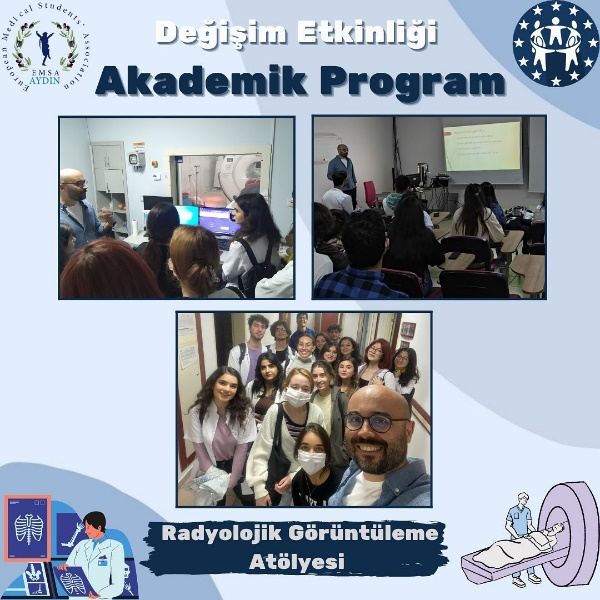 Değişim Etkinliği
Akademik Program
European Medical Students' Association
EMSA
AYDIN
Radyolojik Görüntüleme
Atölyesi